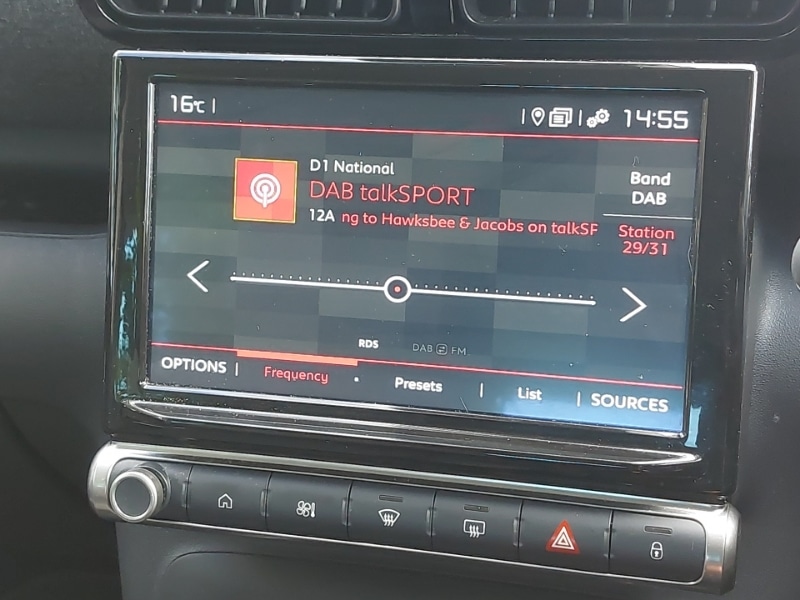 16°C
14:55
D1 National
DAB talkSPORT
12A ng to Hawksbee & Jacobs on talkSF
Band
DAB
Station
29/31
RDS
DAB FM
OPTIONS
Frequency
Presets
List
SOURCES